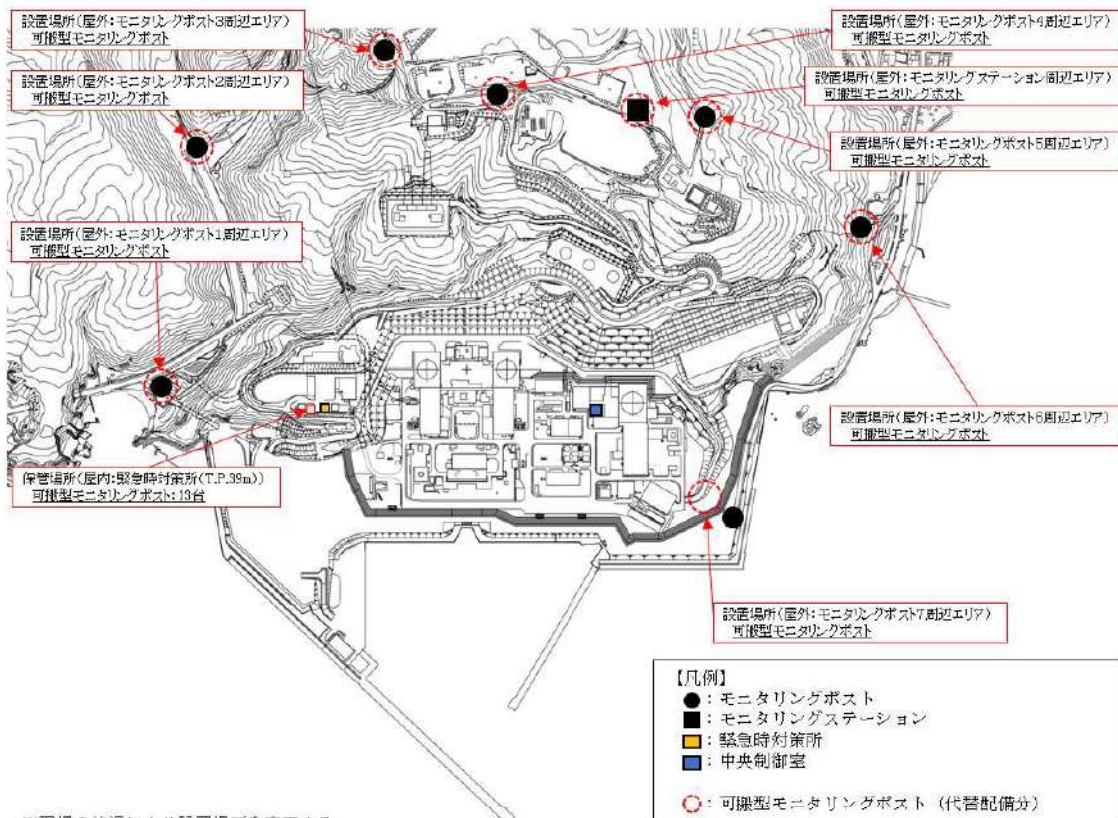 設置場所(屋外:モニタリングポスト3周辺エリア)
可搬型モニタリングポスト
設置場所(屋外:モニタリングポスト4周辺エリア)
可搬型モニタリングポスト
設置場所(屋外:モニタリングポスト2周辺エリア)
可搬型モニタリングポスト
設置場所(屋外:モニタリングステーション周辺エリア)
可搬型モニタリングポスト
設置場所(屋外:モニタリングポスト5周辺エリア)
可搬型モニタリングポスト
設置場所(屋外:モニタリングポスト1周辺エリア)
可搬型モニタリングポスト
設置場所(屋外:モニタリングポスト6周辺エリア)
可搬型モニタリングポスト
保管場所(屋内:緊急時対策所(T.P.39m))
可搬型モニタリングポスト:13台
設置場所(屋外:モニタリングポスト7周辺エリア)
可搬型モニタリングポスト
【凡例】
:モニタリングポスト
:モニタリングステーション
:緊急時対策所
:中央制御室
:可搬型モニタリングポスト(代替配備分)